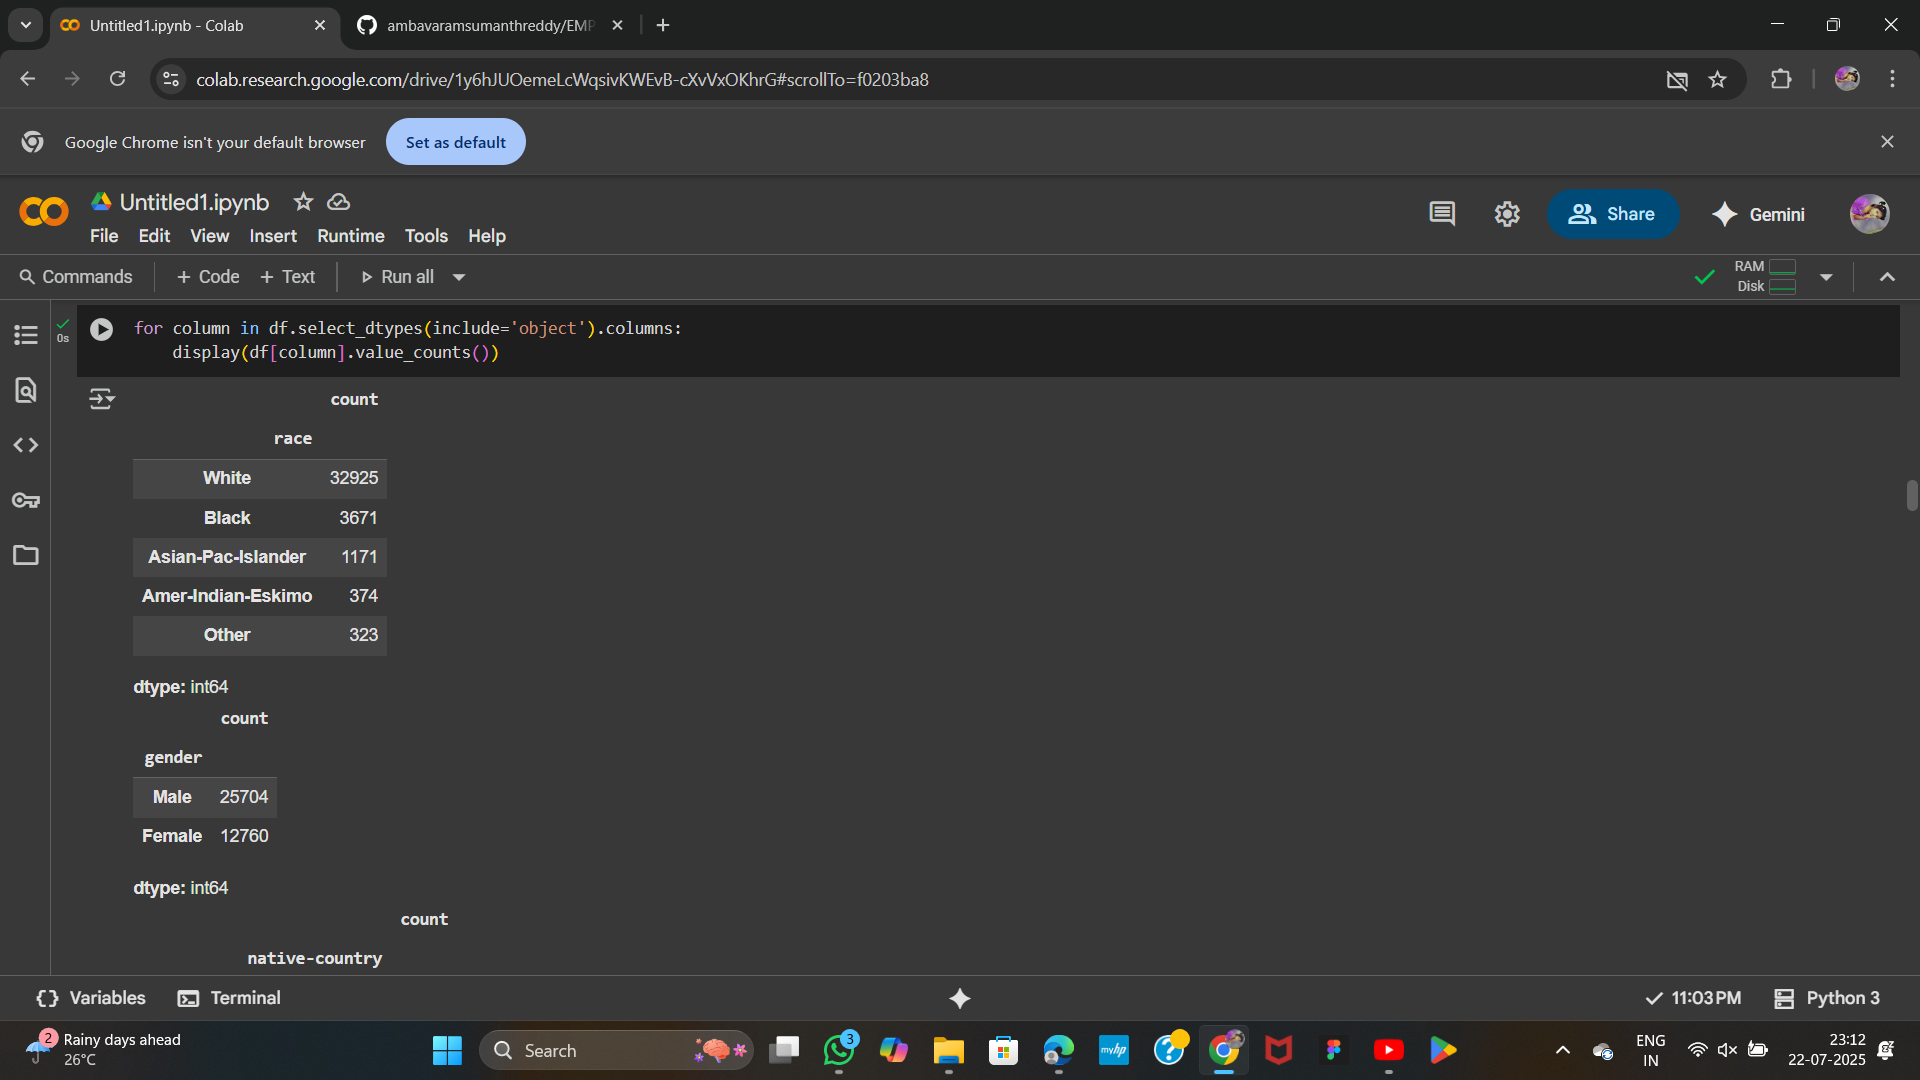 Untitled1.ipynb - Colab
ambavaramsumanthreddy/EMP
colab.research.google.com/drive/1y6hJUOemeLcWqsivKWEvB-cXvVxOKhrG#scrollTo=f0203ba8
Google Chrome isn't your default browser
Set as default
Untitled1.ipynb
File Edit View Insert Runtime Tools Help
Share
Gemini
Commands
+ Code + Text
Run all
RAM
Disk
0s
for column in df.select_dtypes(include='object').columns:
    display(df[column].value_counts())
count
race
White 32925
Black 3671
Asian-Pac-Islander 1171
Amer-Indian-Eskimo 374
Other 323
dtype: int64
count
gender
Male 25704
Female 12760
dtype: int64
count
native-country
Variables
Terminal
11:03 PM
Python 3
2
Rainy days ahead
26°C
Search
3
myhp
ENG
IN
23:12
22-07-2025